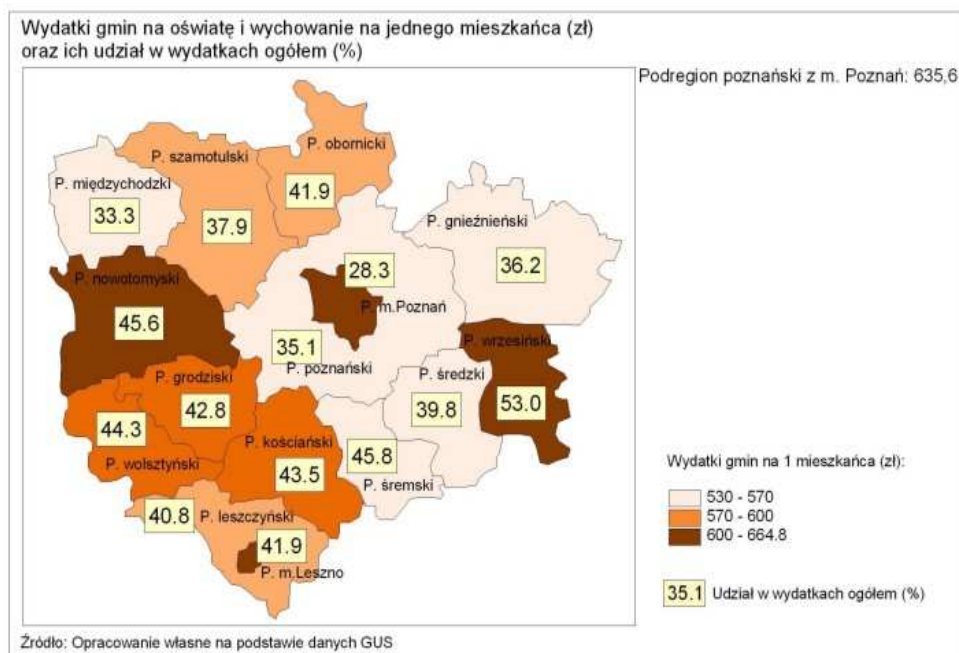 Wydatki gmin na oświatę i wychowanie na jednego mieszkańca (zł)
oraz ich udział w wydatkach ogółem (%)
Podregion poznański z m. Poznań: 635,6
P. obornicki
41.9
P. szamotulski
37.9
P. międzychodzki
33.3
P. gnieźnieński
36.2
P. nowotomyski
45.6
28.3
P. m.Poznań
35.1
P. poznański
P. wrzesiński
53.0
P. średzki
39.8
P. grodziski
42.8
44.3
P. wolsztyński
P. kościański
43.5
45.8
P. śremski
40.8
P. leszczyński
41.9
P. m.Leszno
Wydatki gmin na 1 mieszkańca (zł):
530 - 570
570 - 600
600 - 664.8
35.1 Udział w wydatkach ogółem (%)
Źródło: Opracowanie własne na podstawie danych GUS